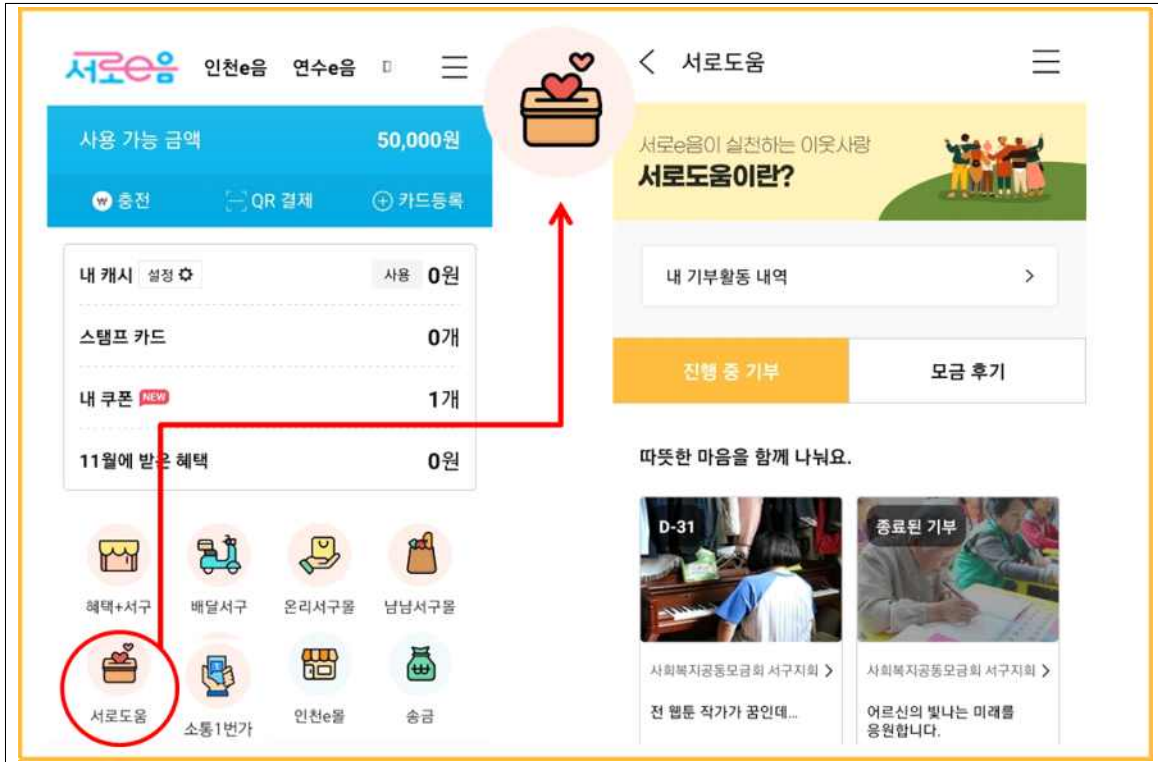 서로e음 인천e음 연수e음
사용 가능 금액 50,000원
₩ 충전 QR 결제 카드등록
내 캐시 설정 사용 0원
스탬프 카드 0개
내 쿠폰 NEW 1개
11월에 받은 혜택 0원
혜택+서구 배달서구 온리서구몰 냠냠서구몰
서로도움 소통1번가 인천e몰 송금
서로도움
서로e음이 실천하는 이웃사랑
서로도움이란?
내 기부활동 내역
진행 중 기부 모금 후기
따뜻한 마음을 함께 나눠요.
D-31 종료된 기부
사회복지공동모금회 서구지회 사회복지공동모금회 서구지회
전 웹툰 작가가 꿈인데... 어르신의 빛나는 미래를
응원합니다.